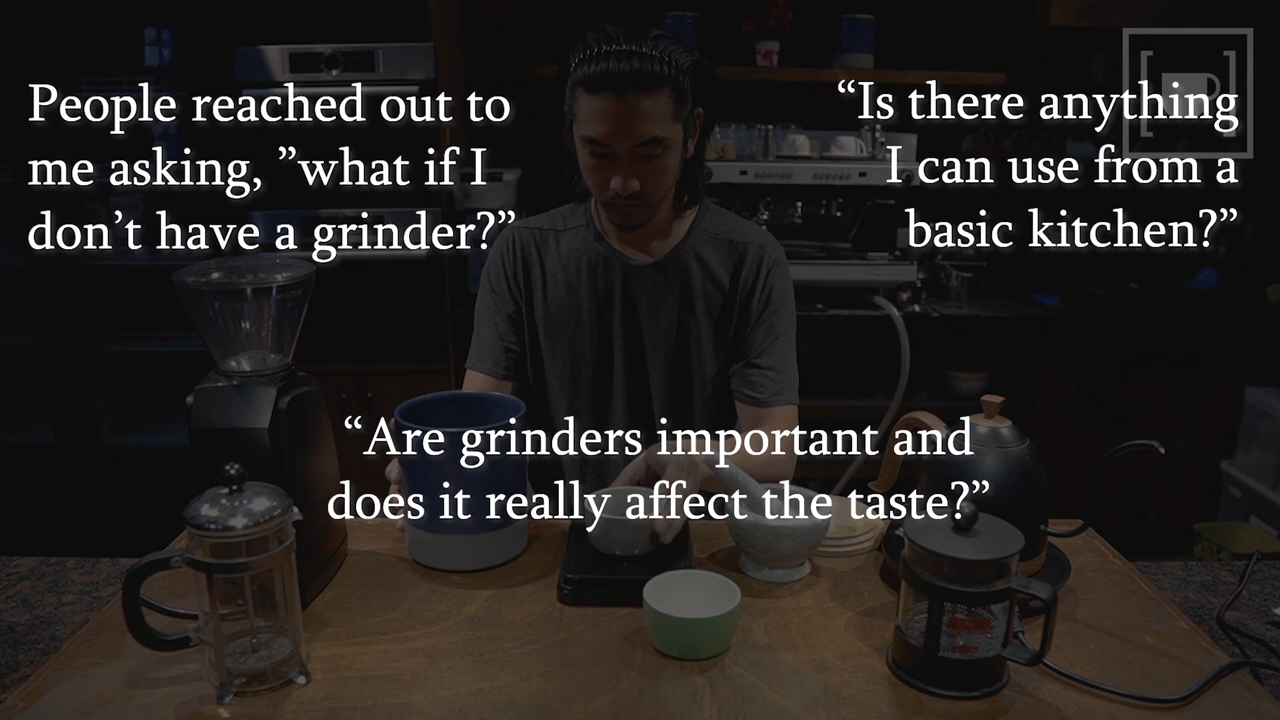 People reached out to
me asking, ”what if I
don’t have a grinder?”
“Is there anything
I can use from a
basic kitchen?”
“Are grinders important and
does it really affect the taste?”